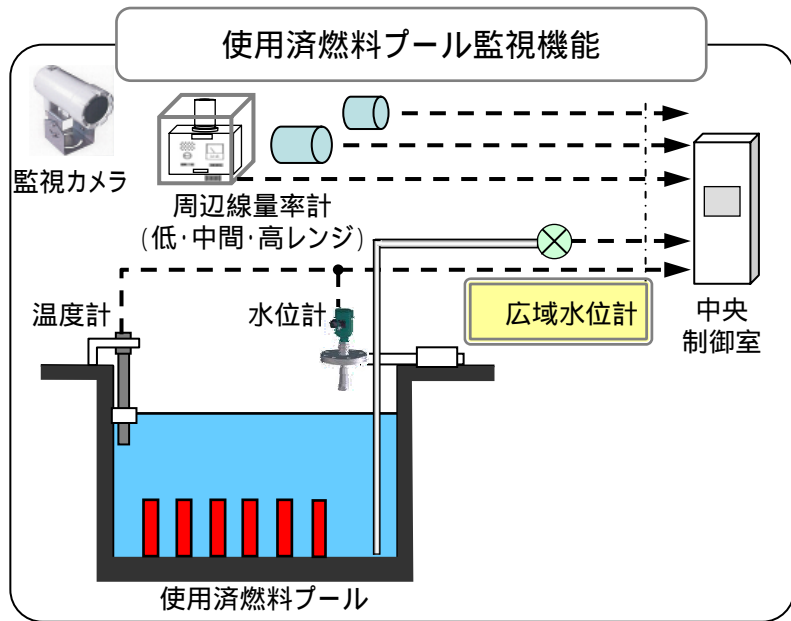 使用済燃料プール監視機能
監視カメラ
周辺線量率計
(低･中間･高レンジ)
温度計
水位計
広域水位計
中央
制御室
使用済燃料プール